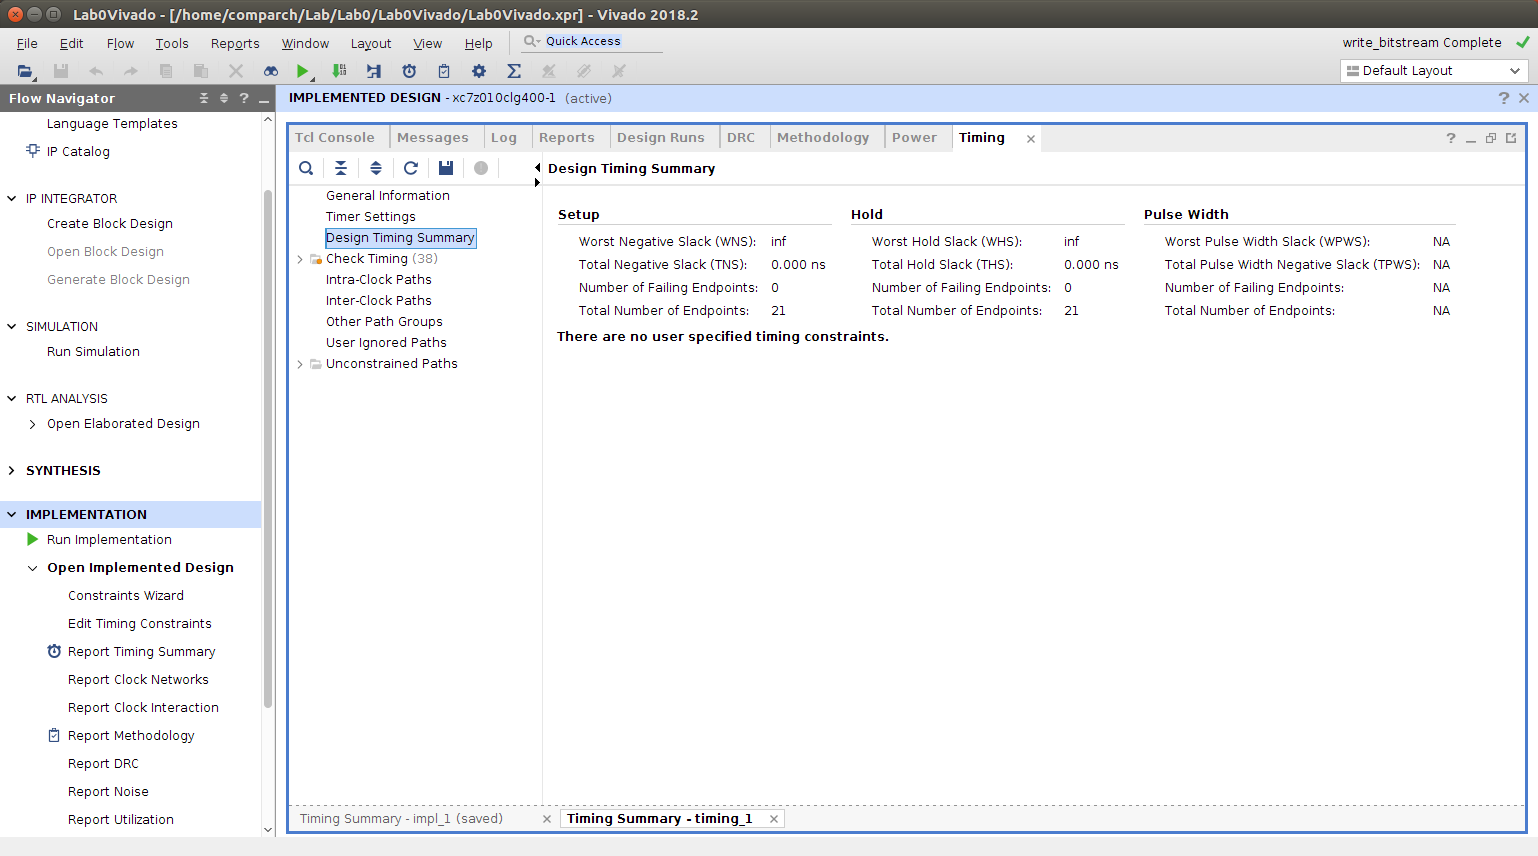 Lab0Vivado - [/home/comparch/Lab/Lab0/Lab0Vivado/Lab0Vivado.xpr] - Vivado 2018.2
File Edit Flow Tools Reports Window Layout View Help Quick Access
write_bitstream Complete
Default Layout
Flow Navigator
IMPLEMENTED DESIGN - xc7z010clg400-1 (active)
Language Templates
IP Catalog
IP INTEGRATOR
Create Block Design
Open Block Design
Generate Block Design
SIMULATION
Run Simulation
RTL ANALYSIS
Open Elaborated Design
SYNTHESIS
IMPLEMENTATION
Run Implementation
Open Implemented Design
Constraints Wizard
Edit Timing Constraints
Report Timing Summary
Report Clock Networks
Report Clock Interaction
Report Methodology
Report DRC
Report Noise
Report Utilization
Tcl Console Messages Log Reports Design Runs DRC Methodology Power Timing
General Information
Timer Settings
Design Timing Summary
Check Timing (38)
Intra-Clock Paths
Inter-Clock Paths
Other Path Groups
User Ignored Paths
Unconstrained Paths
Design Timing Summary
Setup
Worst Negative Slack (WNS): inf
Total Negative Slack (TNS): 0.000 ns
Number of Failing Endpoints: 0
Total Number of Endpoints: 21
Hold
Worst Hold Slack (WHS): inf
Total Hold Slack (THS): 0.000 ns
Number of Failing Endpoints: 0
Total Number of Endpoints: 21
Pulse Width
Worst Pulse Width Slack (WPWS): NA
Total Pulse Width Negative Slack (TPWS): NA
Number of Failing Endpoints: NA
Total Number of Endpoints: NA
There are no user specified timing constraints.
Timing Summary - impl_1 (saved)
Timing Summary - timing_1